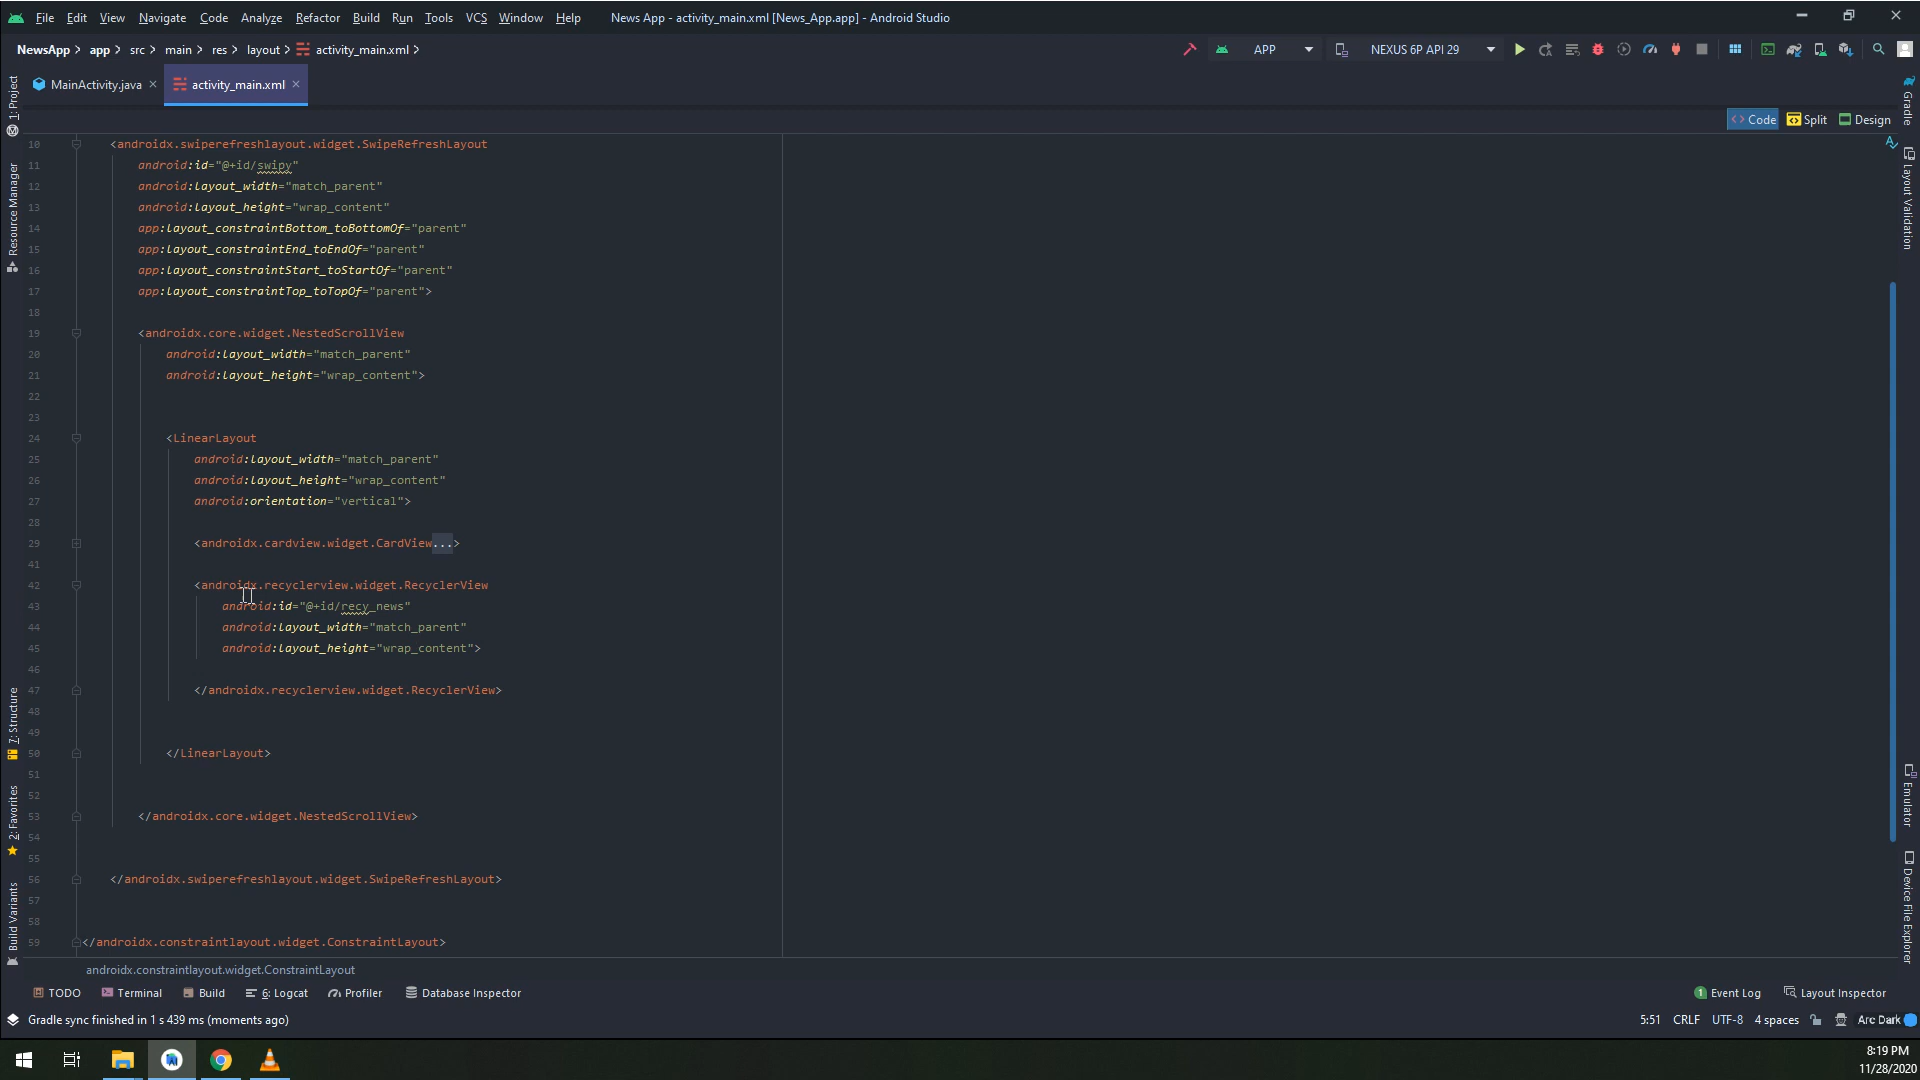 File Edit View Navigate Code Analyze Refactor Build Run Tools VCS Window Help News App - activity_main.xml [News_App.app] - Android Studio
NewsApp app src main res layout activity_main.xml APP NEXUS 6P API 29
MainActivity.java activity_main.xml
Code Split Design
10 <androidx.swiperefreshlayout.widget.SwipeRefreshLayout
11 android:id="@+id/swipy"
12 android:layout_width="match_parent"
13 android:layout_height="wrap_content"
14 app:layout_constraintBottom_toBottomOf="parent"
15 app:layout_constraintEnd_toEndOf="parent"
16 app:layout_constraintStart_toStartOf="parent"
17 app:layout_constraintTop_toTopOf="parent">
18
19 <androidx.core.widget.NestedScrollView
20 android:layout_width="match_parent"
21 android:layout_height="wrap_content">
22
23
24 <LinearLayout
25 android:layout_width="match_parent"
26 android:layout_height="wrap_content"
27 android:orientation="vertical">
28
29 <androidx.cardview.widget.CardView...>
41
42 <androidx.recyclerview.widget.RecyclerView
43 android:id="@+id/recy_news"
44 android:layout_width="match_parent"
45 android:layout_height="wrap_content">
46
47 </androidx.recyclerview.widget.RecyclerView>
48
49
50 </LinearLayout>
51
52
53 </androidx.core.widget.NestedScrollView>
54
55
56 </androidx.swiperefreshlayout.widget.SwipeRefreshLayout>
57
58
59 </androidx.constraintlayout.widget.ConstraintLayout>
androidx.constraintlayout.widget.ConstraintLayout
1: Project
Resource Manager
7: Structure
2: Favorites
Build Variants
Gradle
Layout Validation
Emulator
Device File Explorer
TODO Terminal Build 6: Logcat Profiler Database Inspector 1 Event Log Layout Inspector
Gradle sync finished in 1 s 439 ms (moments ago) 5:51 CRLF UTF-8 4 spaces Arc Dark
8:19 PM
11/28/2020